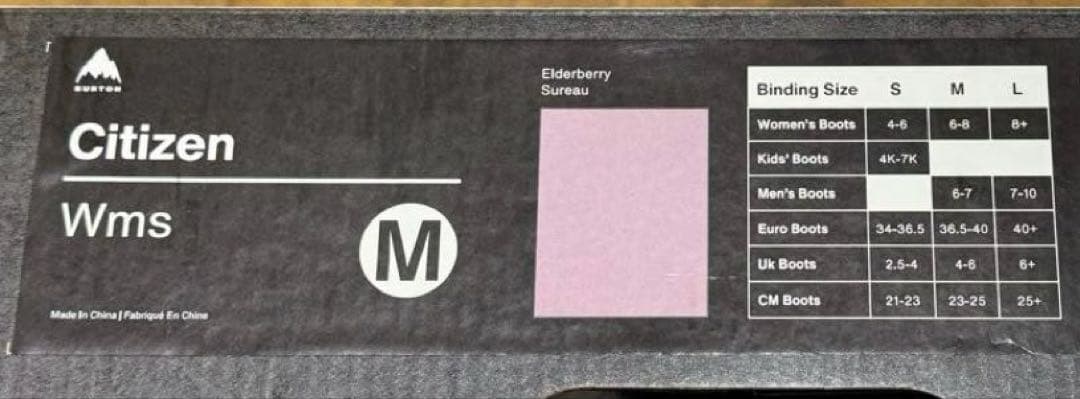 BURTON
Citizen
Wms
M
Made In China | Fabriqué En Chine
Elderberry
Sureau
Binding Size S M L
Women's Boots 4-6 6-8 8+
Kids' Boots 4K-7K
Men's Boots 6-7 7-10
Euro Boots 34-36.5 36.5-40 40+
Uk Boots 2.5-4 4-6 6+
CM Boots 21-23 23-25 25+